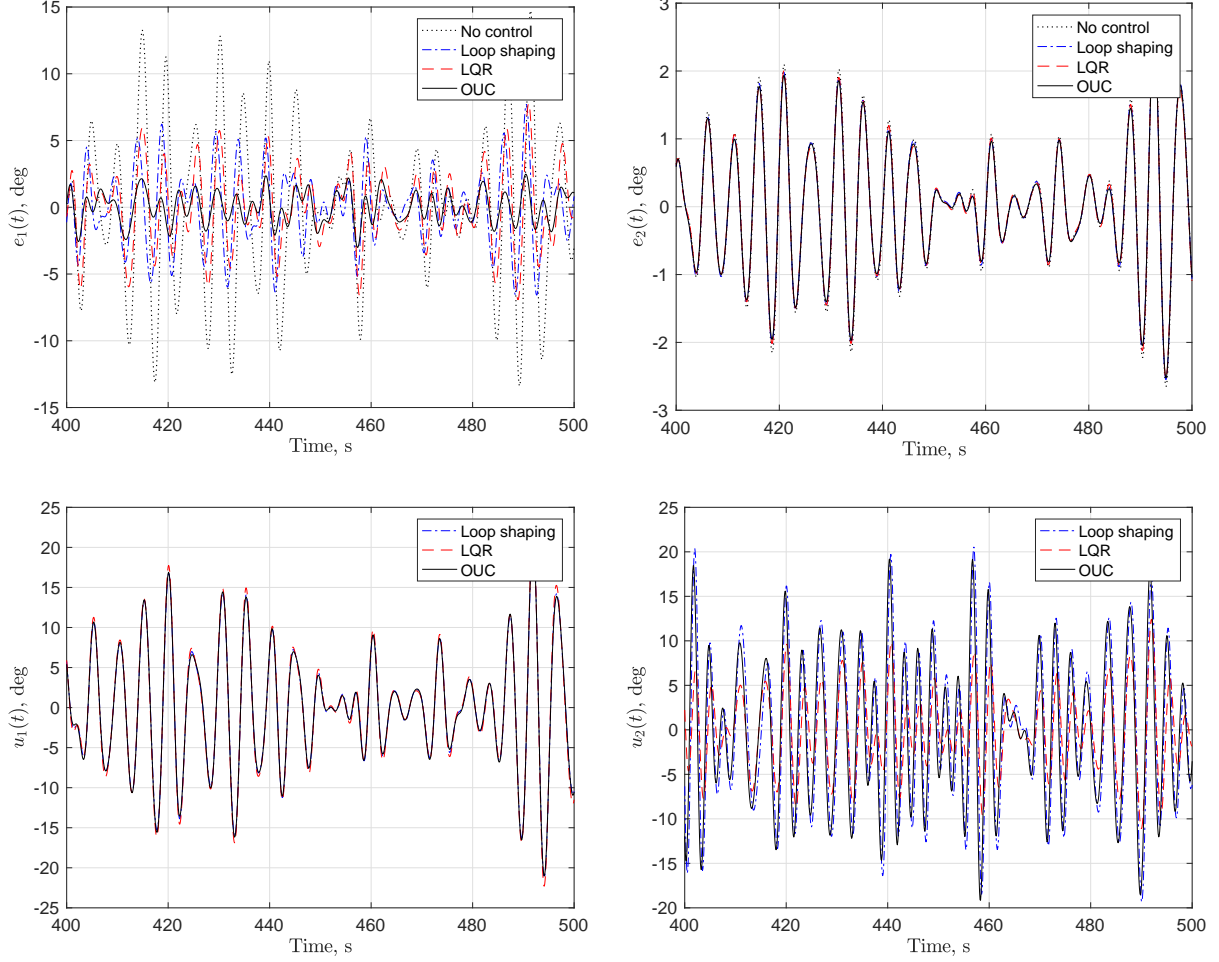 15
10
5
0
-5
-10
-15
e1(t), deg
400
420
440
460
480
500
Time, s
No control
Loop shaping
LQR
OUC
3
2
1
0
-1
-2
-3
e2(t), deg
400
420
440
460
480
500
Time, s
No control
Loop shaping
LQR
OUC
25
20
15
10
5
0
-5
-10
-15
-20
-25
u1(t), deg
400
420
440
460
480
500
Time, s
Loop shaping
LQR
OUC
25
20
15
10
5
0
-5
-10
-15
-20
u2(t), deg
400
420
440
460
480
500
Time, s
Loop shaping
LQR
OUC